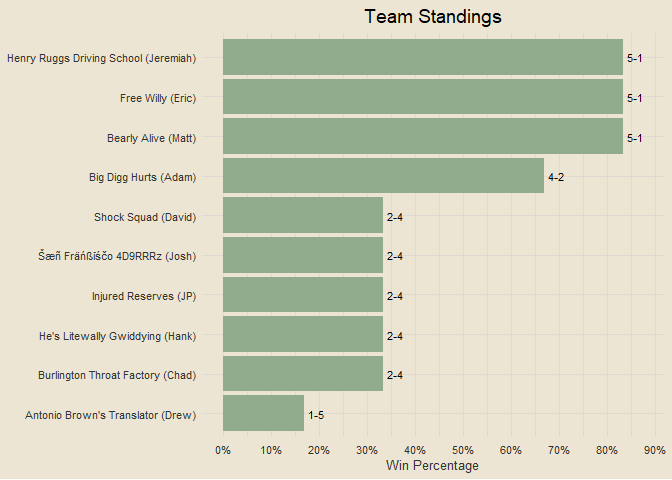 Team Standings
Henry Ruggs Driving School (Jeremiah)
5-1
Free Willy (Eric)
5-1
Bearly Alive (Matt)
5-1
Big Digg Hurts (Adam)
4-2
Shock Squad (David)
2-4
Šæñ Fráńßíśčo 4D9RRRz (Josh)
2-4
Injured Reserves (JP)
2-4
He's Litewally Gwiddying (Hank)
2-4
Burlington Throat Factory (Chad)
2-4
Antonio Brown's Translator (Drew)
1-5
0% 10% 20% 30% 40% 50% 60% 70% 80% 90%
Win Percentage